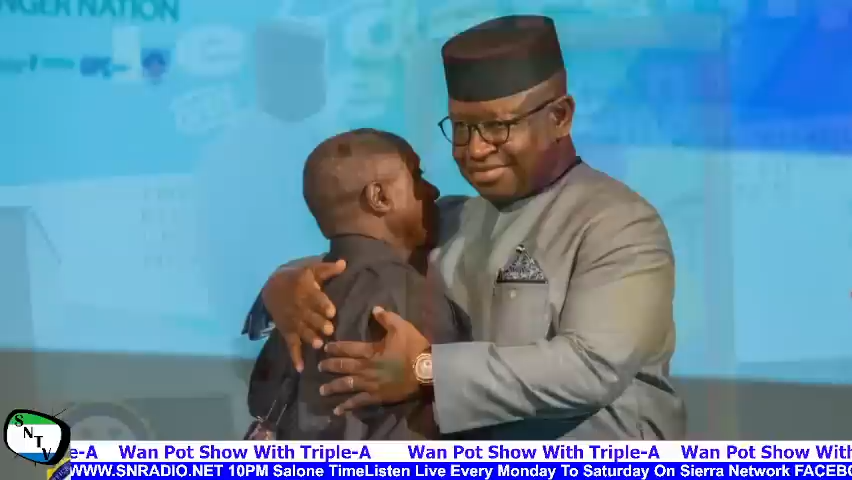 NGER NATION
SNTV
e-A Wan Pot Show With Triple-A Wan Pot Show With Triple-A Wan Pot Show With
WWW.SNRADIO.NET 10PM Salone TimeListen Live Every Monday To Saturday On Sierra Network FACEBO